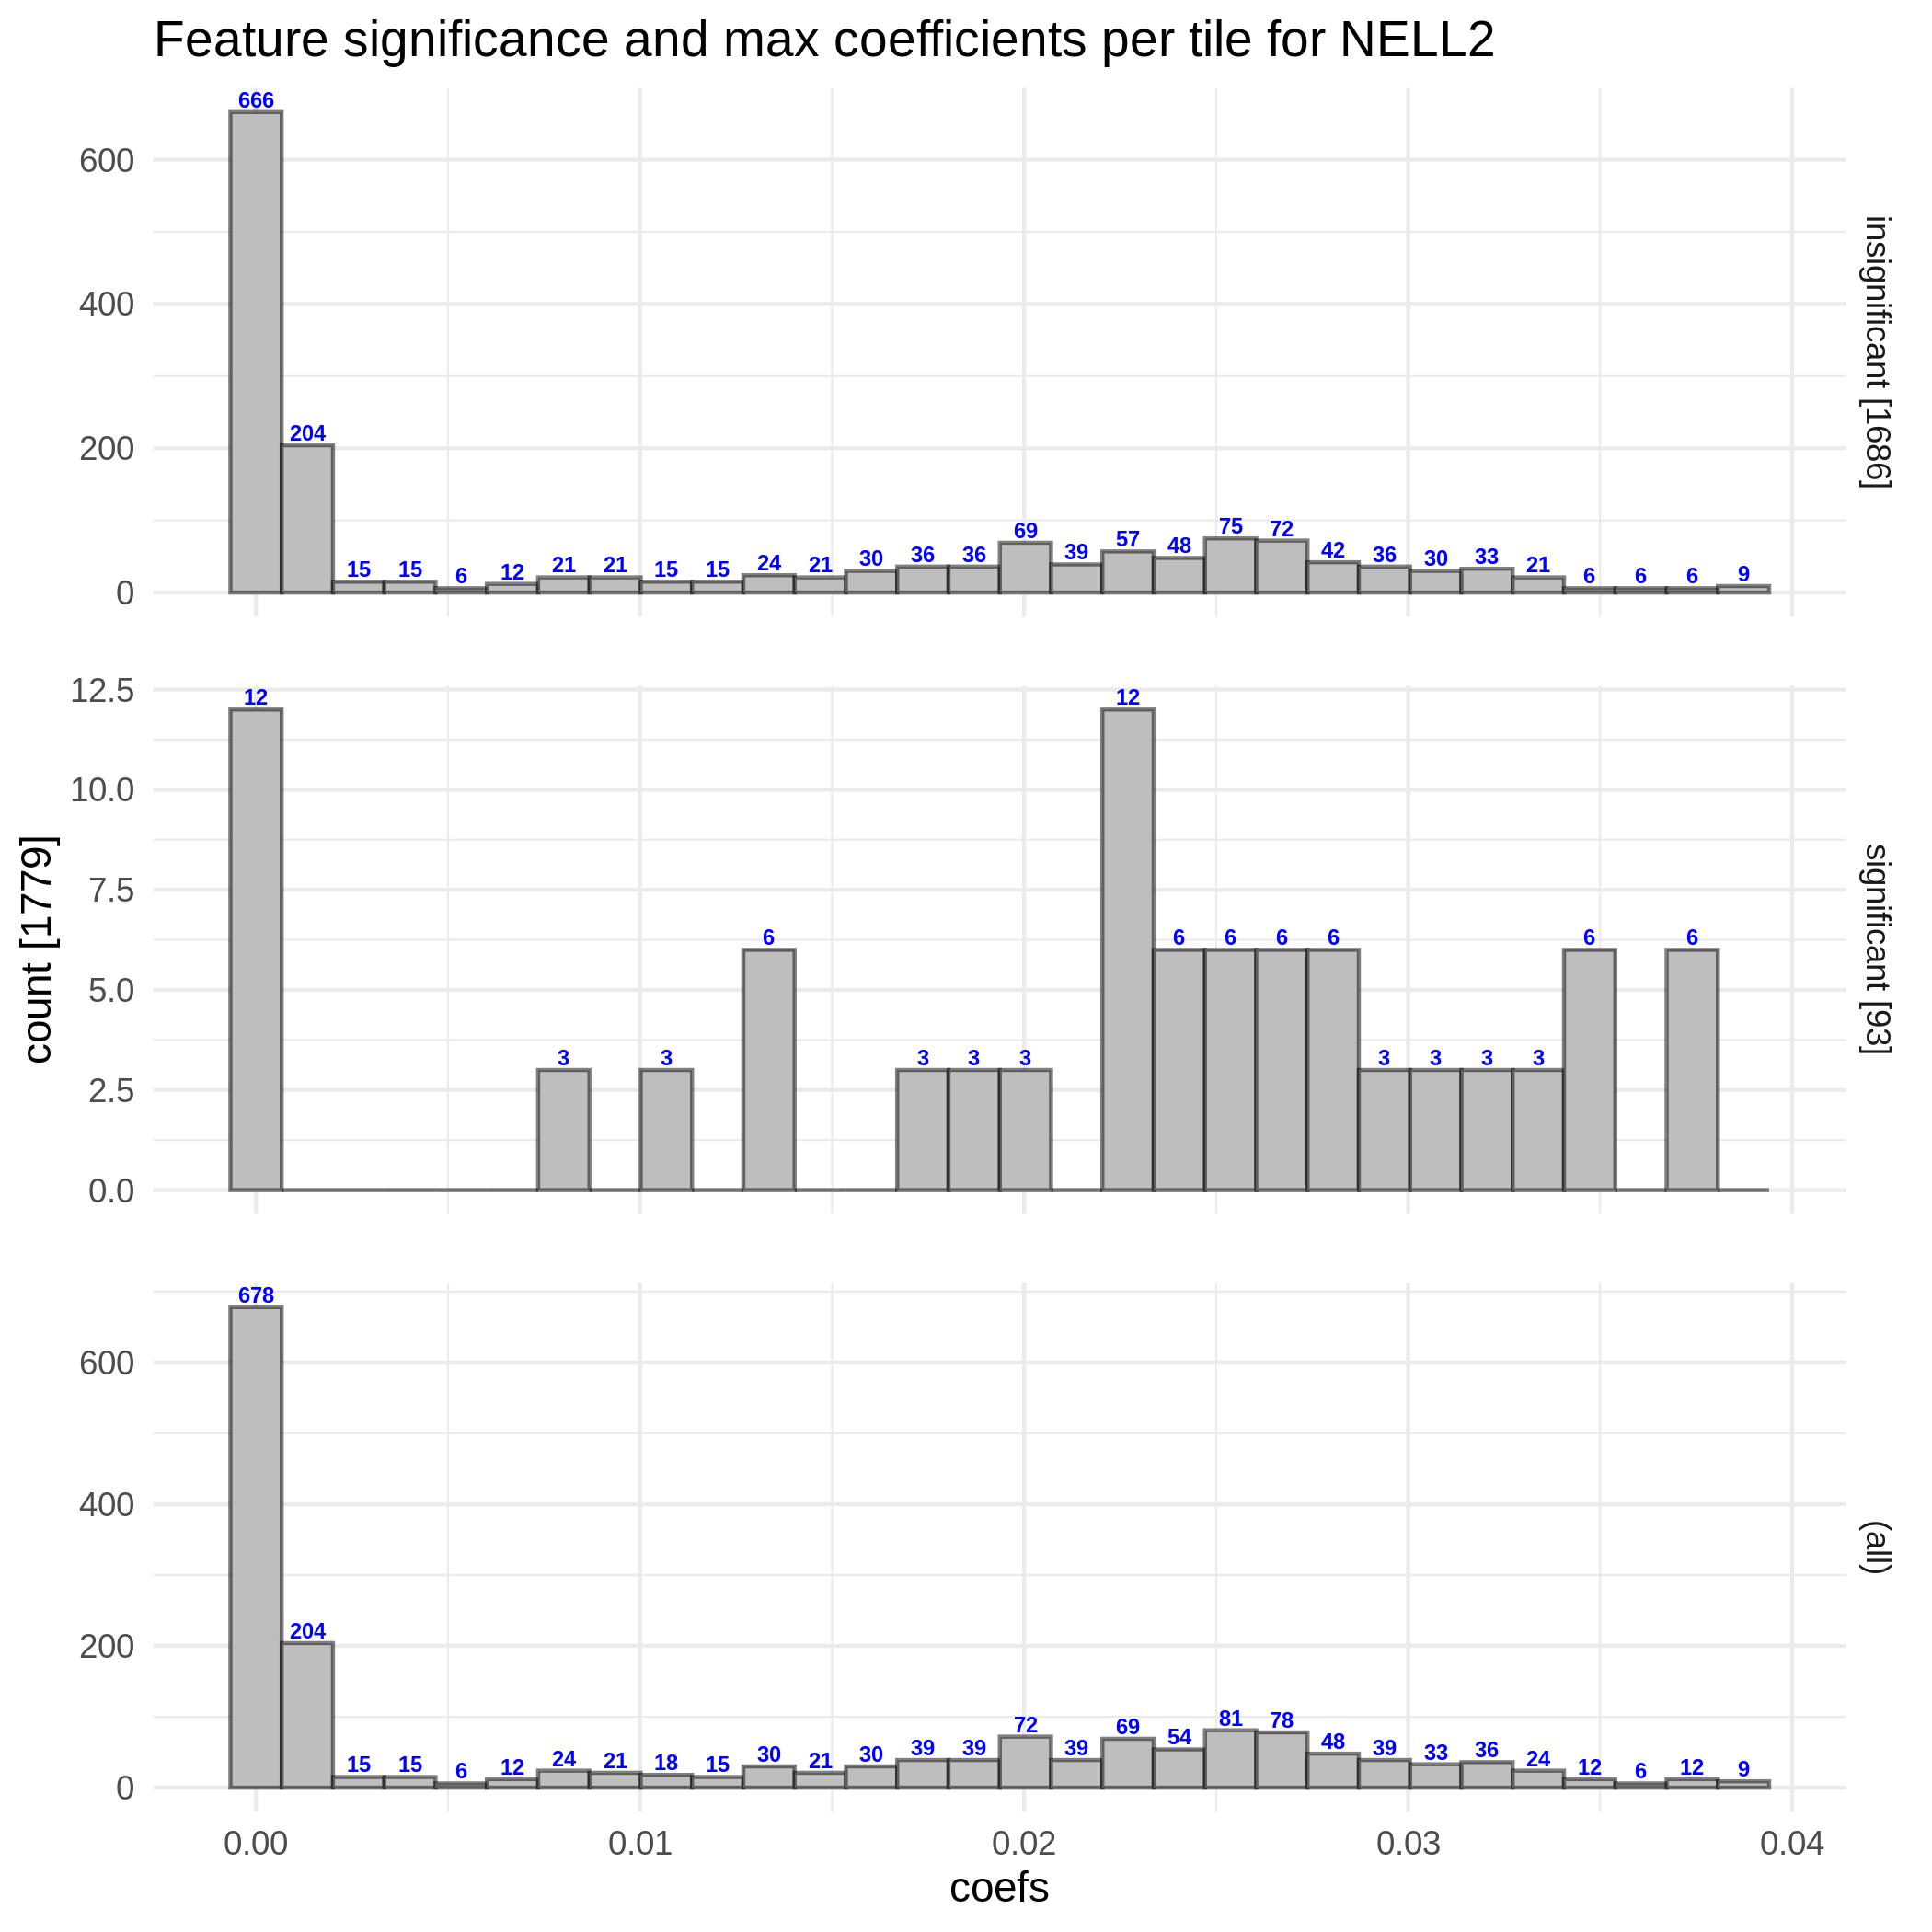 Feature significance and max coefficients per tile for NELL2
count [1779]
600
400
200
0
666
204
15 15 6 12 21 21 15 15 24 21 30 36 36 69 39 57 48 75 72 42 36 30 33 21 6 6 6 9
insignificant [1686]
12.5
10.0
7.5
5.0
2.5
0.0
12 3 3 6 3 3 3 12 6 6 6 6 3 3 3 3 6 6
significant [93]
600
400
200
0
678
204
15 15 6 12 24 21 18 15 30 21 30 39 39 72 39 69 54 81 78 48 39 33 36 24 12 6 12 9
(all)
0.00 0.01 0.02 0.03 0.04
coefs